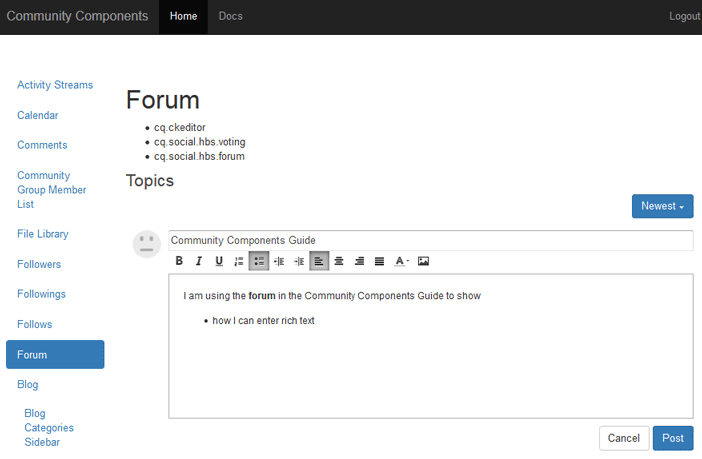 Community Components Home Docs Logout
Activity Streams
Calendar
Comments
Community
Group Member
List
File Library
Followers
Followings
Follows
Forum
Blog
Blog
Categories
Sidebar
Forum
• cq.ckeditor
• cq.social.hbs.voting
• cq.social.hbs.forum
Topics
Newest
Community Components Guide
B I U A
I am using the forum in the Community Components Guide to show
• how I can enter rich text
Cancel Post